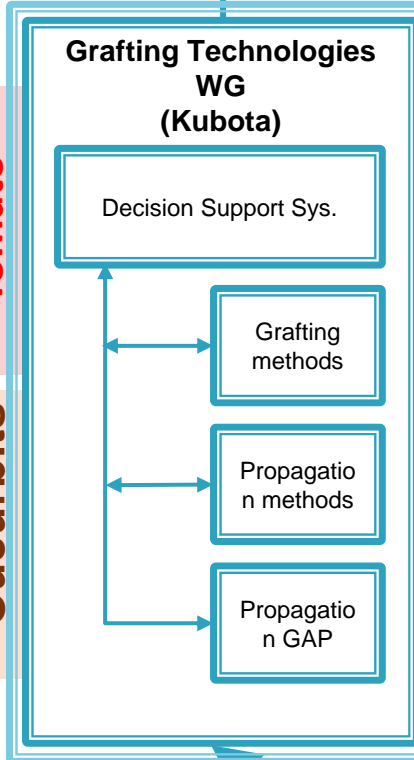 Grafting Technologies
WG
(Kubota)
Decision Support Sys.
Grafting
methods
Propagatio
n methods
Propagatio
n GAP